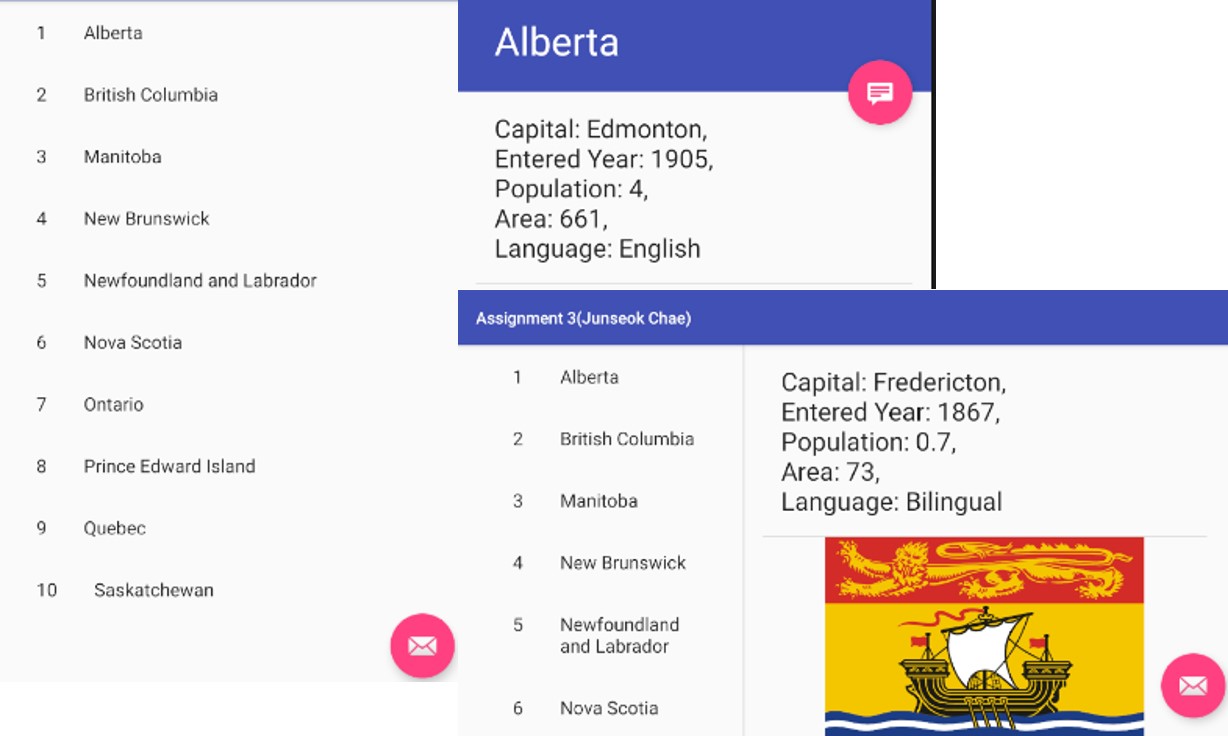 1 Alberta
2 British Columbia
3 Manitoba
4 New Brunswick
5 Newfoundland and Labrador
6 Nova Scotia
7 Ontario
8 Prince Edward Island
9 Quebec
10 Saskatchewan
Alberta
Capital: Edmonton,
Entered Year: 1905,
Population: 4,
Area: 661,
Language: English
Assignment 3(Junseok Chae)
1 Alberta
2 British Columbia
3 Manitoba
4 New Brunswick
5 Newfoundland
and Labrador
6 Nova Scotia
Capital: Fredericton,
Entered Year: 1867,
Population: 0.7,
Area: 73,
Language: Bilingual